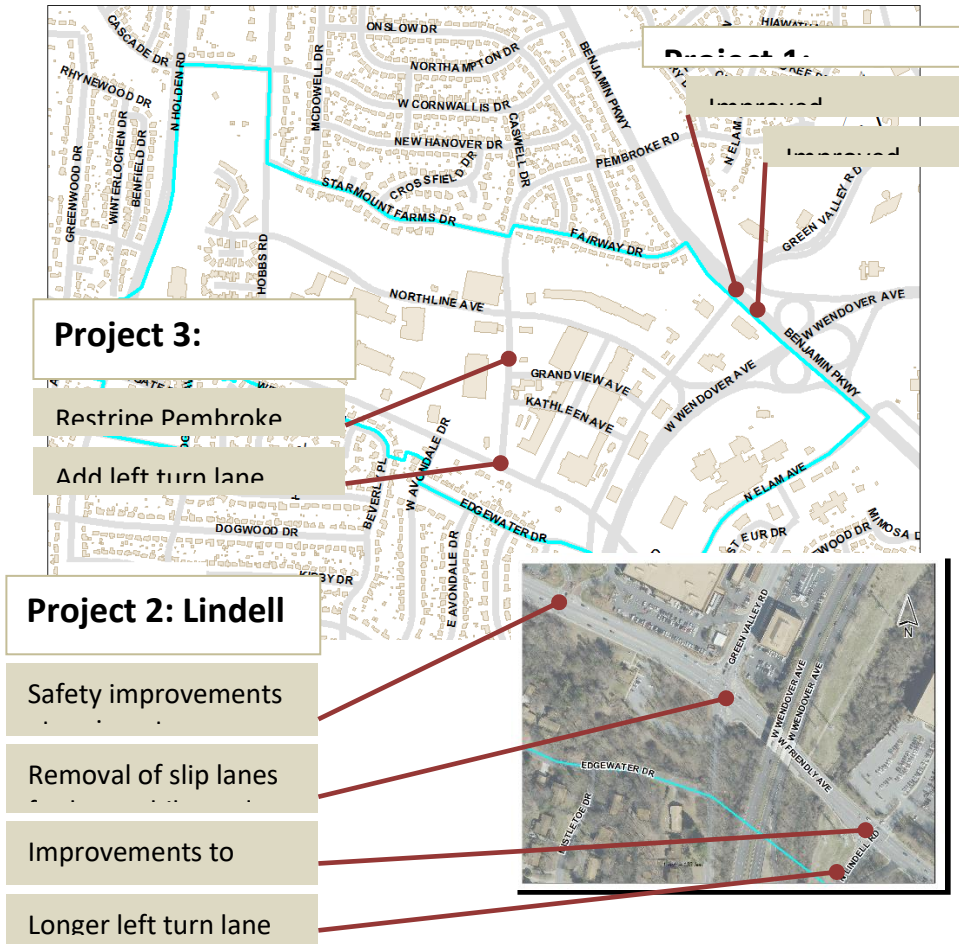 ONSLOW DR
CASCADE DR
NORTHAMPTON DR
BENJAMIN PKWY
Project 1:
RHYNEWOOD DR
N HOLDEN RD
MCDOWELL DR
W CORNWALLIS DR
Improved
NEW HANOVER DR
CASWELL DR
PEMBROKE RD
N ELAM
Improved
GREENWOOD DR
WINTERLOCHEN DR
BENFIELD DR
CROSSFIELD DR
STARMOUNT FARMS DR
FAIRWAY DR
GREEN VALLEY RD
HOBBS RD
NORTHLINE AVE
W WENDOVER AVE
Project 3:
BENJAMIN PKWY
GRANDVIEW AVE
W WENDOVER AVE
Restripe Pembroke
KATHLEEN AVE
Add left turn lane
W AVONDALE DR
N ELAM AVE
BEVERLY PL
EDGEWATER DR
DOGWOOD DR
E AVONDALE DR
KIRBY DR
MIMOSA D
Project 2: Lindell
Safety improvements
GREEN VALLEY RD
N
W WENDOVER AVE
W WENDOVER AVE
Removal of slip lanes
W FRIENDLY AVE
EDGEWATER DR
MISTLETOE DR
Improvements to
N LINDELL RD
Longer left turn lane